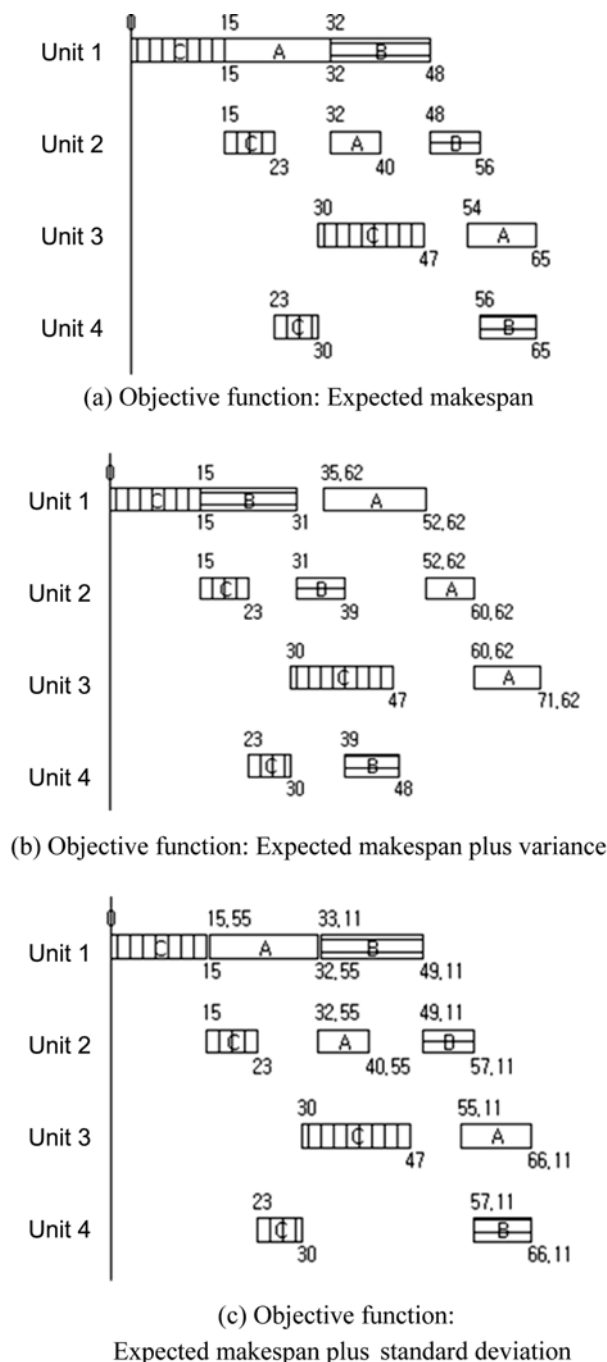 0 15 32
Unit 1 C A B
15 32 48
15 32 48
Unit 2 C A B
23 40 56
30 54
Unit 3 C A
47 65
23 56
Unit 4 C B
30 65
(a) Objective function: Expected makespan
0 15 35,62
Unit 1 C B A
15 31 52,62
15 31 52,62
Unit 2 C B A
23 39 60,62
30 60,62
Unit 3 C A
47 71,62
23 39
Unit 4 C B
30 48
(b) Objective function: Expected makespan plus variance
0 15,55 33,11
Unit 1 C A B
15 32,55 49,11
15 32,55 49,11
Unit 2 C A B
23 40,55 57,11
30 55,11
Unit 3 C A
47 66,11
23 57,11
Unit 4 C B
30 66,11
(c) Objective function:
Expected makespan plus standard deviation